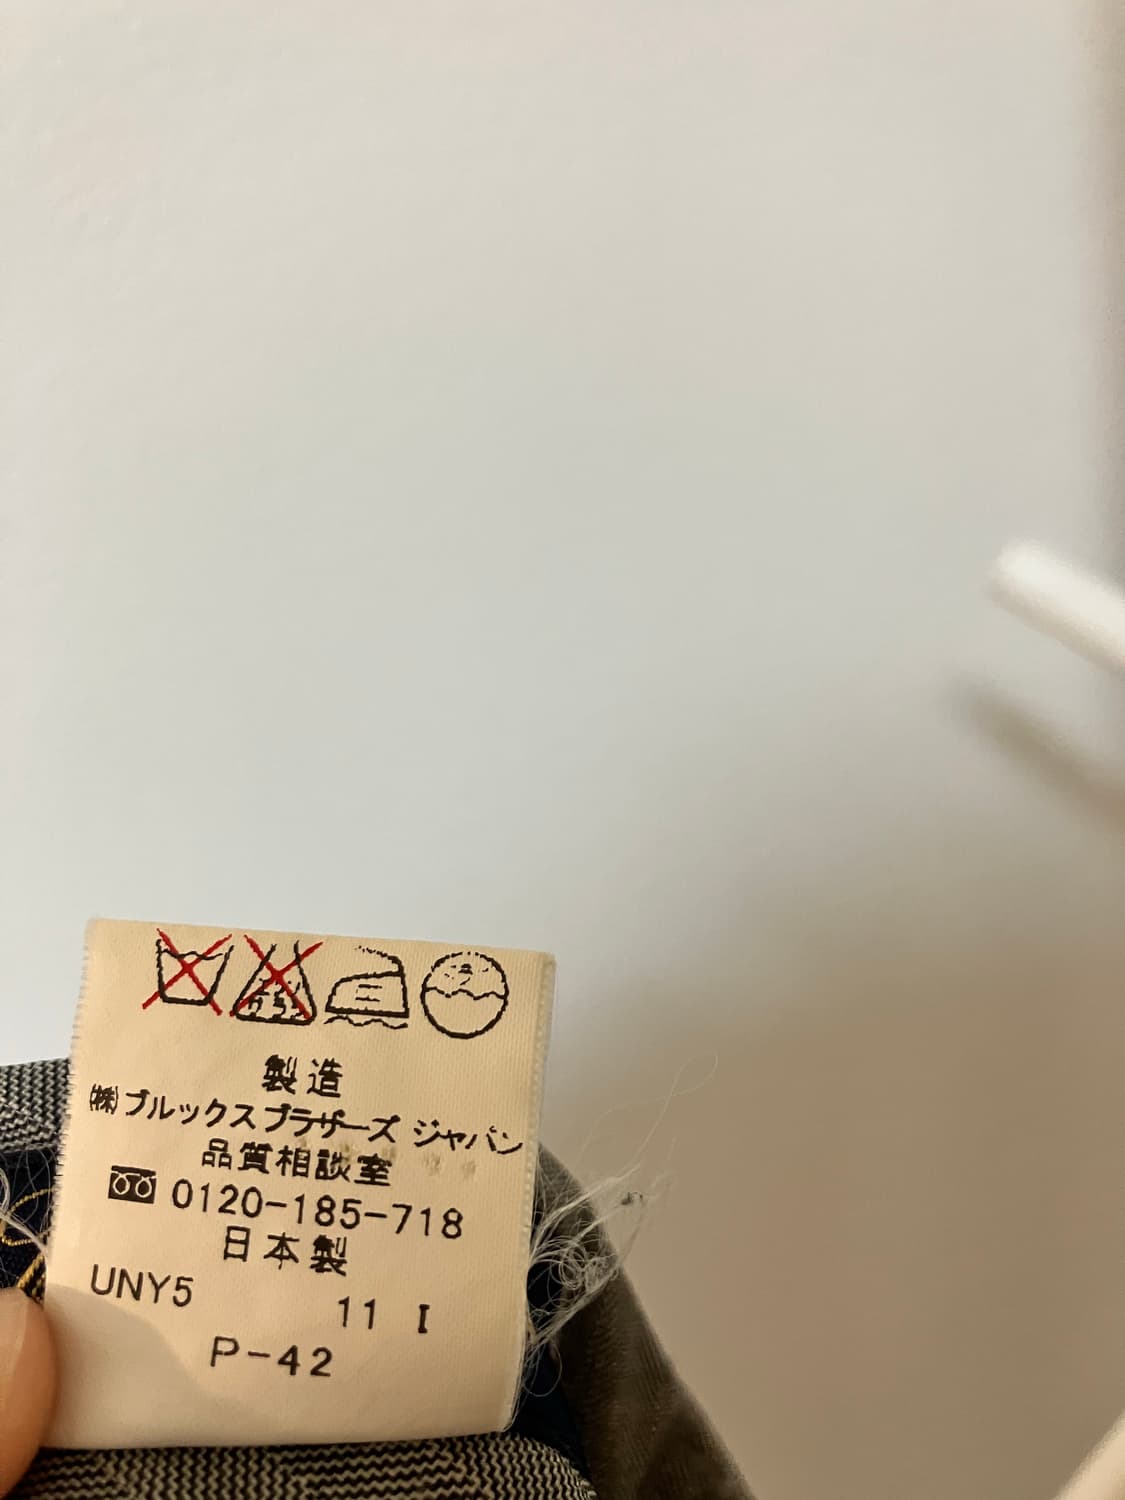 製造
㈱ブルックスブラザーズ ジャパン
品質相談室
0120-185-718
日本製
UNY5
11 I
P-42